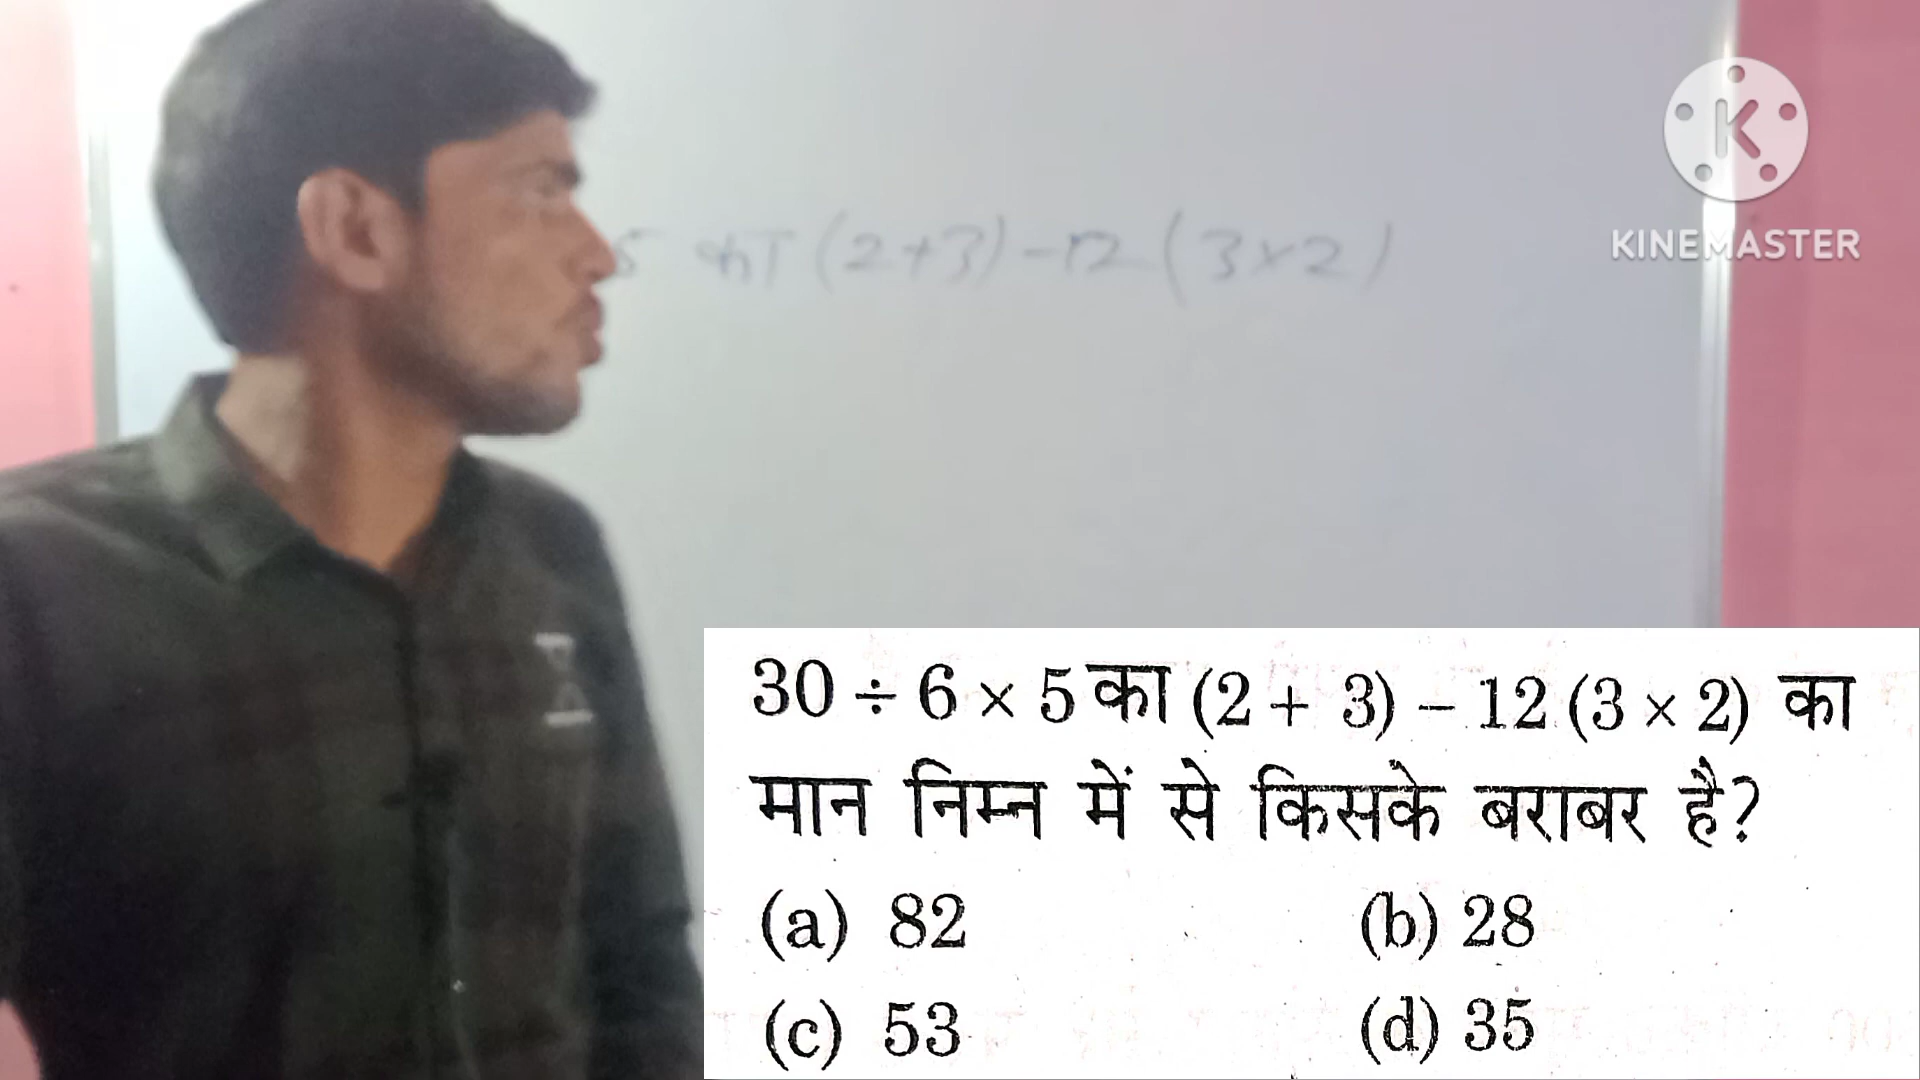 5 का (2+3)-12(3×2)
KINEMASTER
30 ÷ 6 × 5 का (2 + 3) – 12 (3 × 2) का
मान निम्न में से किसके बराबर है?
(a) 82 (b) 28
(c) 53 (d) 35